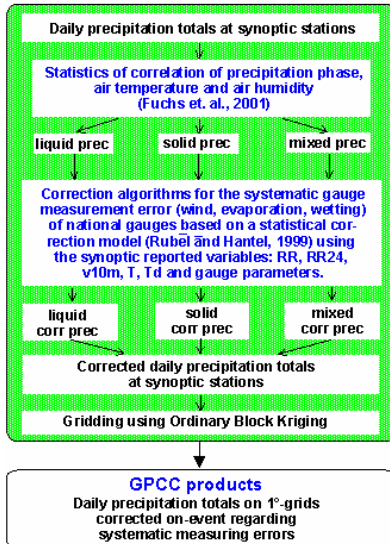 Daily precipitation totals at synoptic stations
Statistics of correlation of precipitation phase,
air temperature and air humidity
(Fuchs et. al., 2001)
liquid prec
solid prec
mixed prec
Correction algorithms for the systematic gauge
measurement error (wind, evaporation, wetting)
of national gauges based on a statistical cor-
rection model (Rubel and Hantel, 1999) using
the synoptic reported variables: RR, RR24,
v10m, T, Td and gauge parameters.
liquid
corr prec
solid
corr prec
mixed
corr prec
Corrected daily precipitation totals
at synoptic stations
Gridding using Ordinary Block Kriging
GPCC products
Daily precipitation totals on 1°-grids
corrected on-event regarding
systematic measuring errors